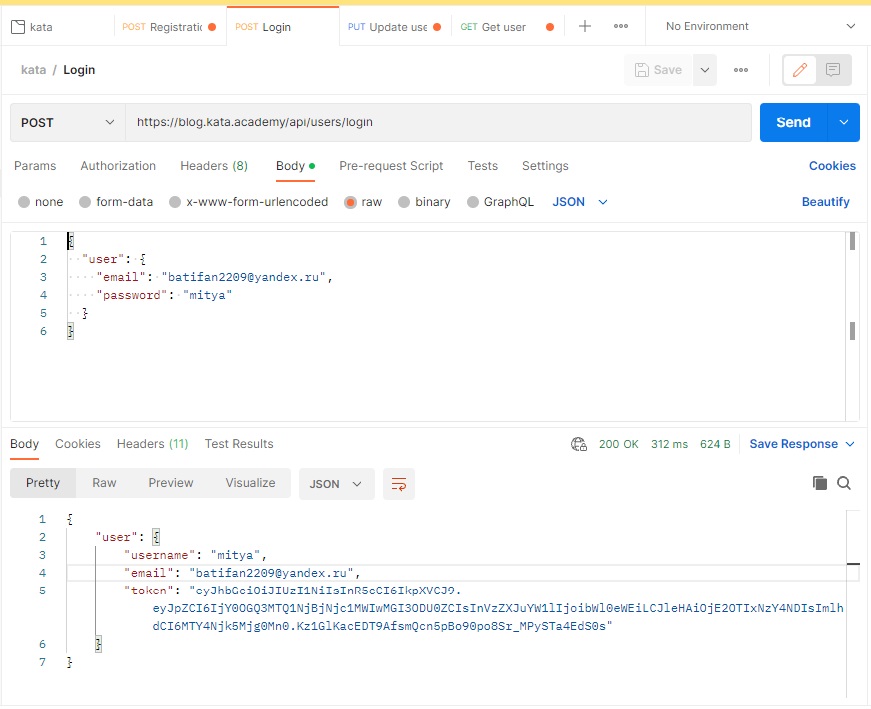 kata
POST Registratic
POST Login
PUT Update use
GET Get user
No Environment
kata / Login
Save
POST
https://blog.kata.academy/api/users/login
Send
Params Authorization Headers (8) Body Pre-request Script Tests Settings Cookies
none form-data x-www-form-urlencoded raw binary GraphQL JSON Beautify
1 {
2 "user": {
3 "email": "batifan2209@yandex.ru",
4 "password": "mitya"
5 }
6 }
Body Cookies Headers (11) Test Results 200 OK 312 ms 624 B Save Response
Pretty Raw Preview Visualize JSON
1 {
2 "user": {
3 "username": "mitya",
4 "email": "batifan2209@yandex.ru",
5 "token":
6 }
7 }